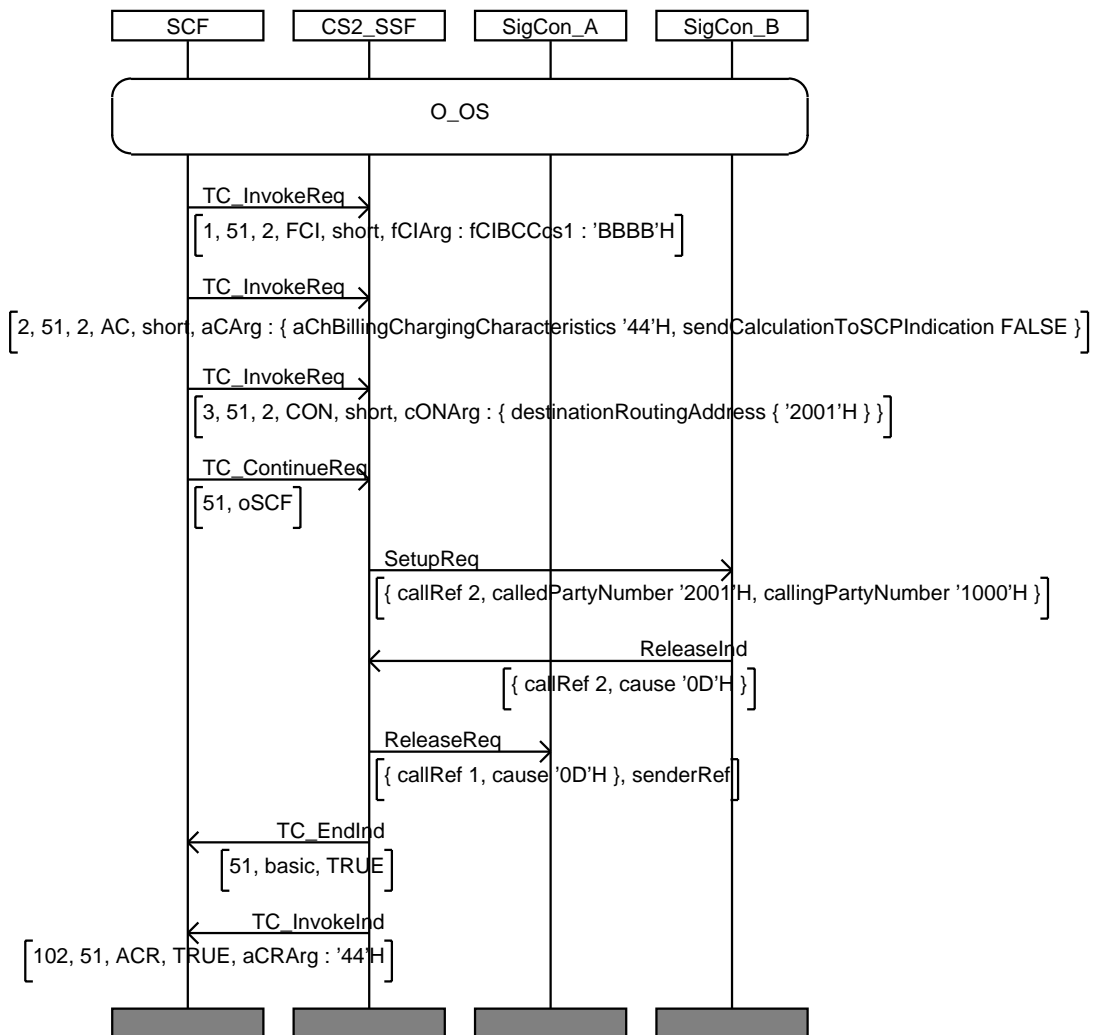 SCF CS2_SSF SigCon_A SigCon_B
O_OS
TC_InvokeReq
1, 51, 2, FCI, short, fCIArg : fCIBCCcs1 : 'BBBB'H
TC_InvokeReq
2, 51, 2, AC, short, aCArg : { aChBillingChargingCharacteristics '44'H, sendCalculationToSCPIndication FALSE }
TC_InvokeReq
3, 51, 2, CON, short, cONArg : { destinationRoutingAddress { '2001'H } }
TC_ContinueReq
51, oSCF
SetupReq
{ callRef 2, calledPartyNumber '2001'H, callingPartyNumber '1000'H }
ReleaseInd
{ callRef 2, cause '0D'H }
ReleaseReq
{ callRef 1, cause '0D'H }, senderRef
TC_EndInd
51, basic, TRUE
TC_InvokeInd
102, 51, ACR, TRUE, aCRArg : '44'H